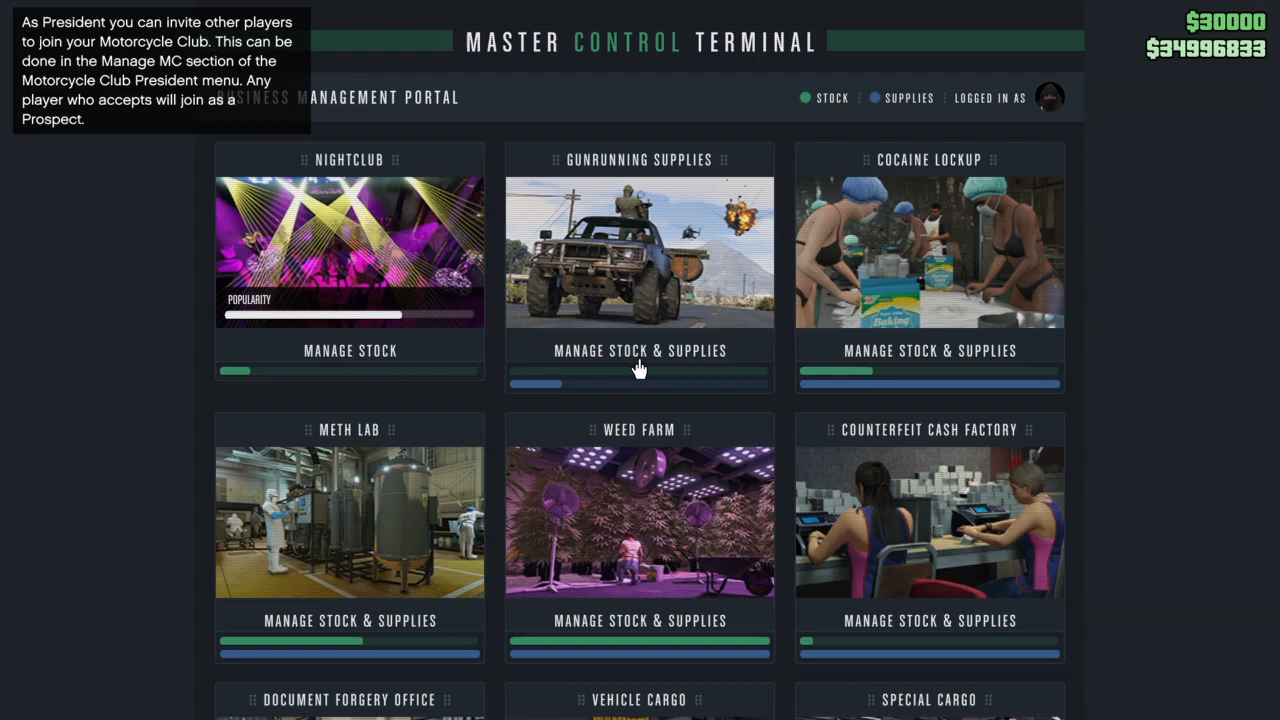 As President you can invite other players
to join your Motorcycle Club. This can be
done in the Manage MC section of the
Motorcycle Club President menu. Any
player who accepts will join as a
Prospect.
$30000
$34996833
MASTER CONTROL TERMINAL
BUSINESS MANAGEMENT PORTAL
STOCK
SUPPLIES
LOGGED IN AS
NIGHTCLUB
GUNRUNNING SUPPLIES
COCAINE LOCKUP
POPULARITY
Baking
MANAGE STOCK
MANAGE STOCK & SUPPLIES
MANAGE STOCK & SUPPLIES
METH LAB
WEED FARM
COUNTERFEIT CASH FACTORY
MANAGE STOCK & SUPPLIES
MANAGE STOCK & SUPPLIES
MANAGE STOCK & SUPPLIES
DOCUMENT FORGERY OFFICE
VEHICLE CARGO
SPECIAL CARGO